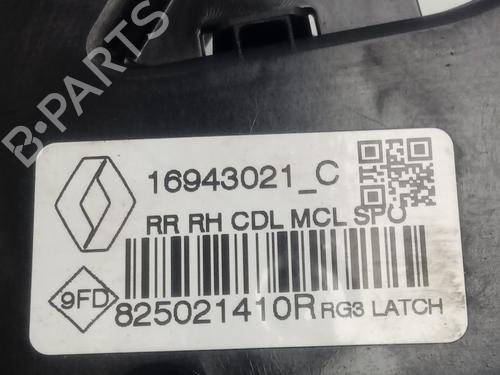 B-PARTS
16943021_C
RR RH CDL MCL SPO
9FD
825021410R RG3 LATCH